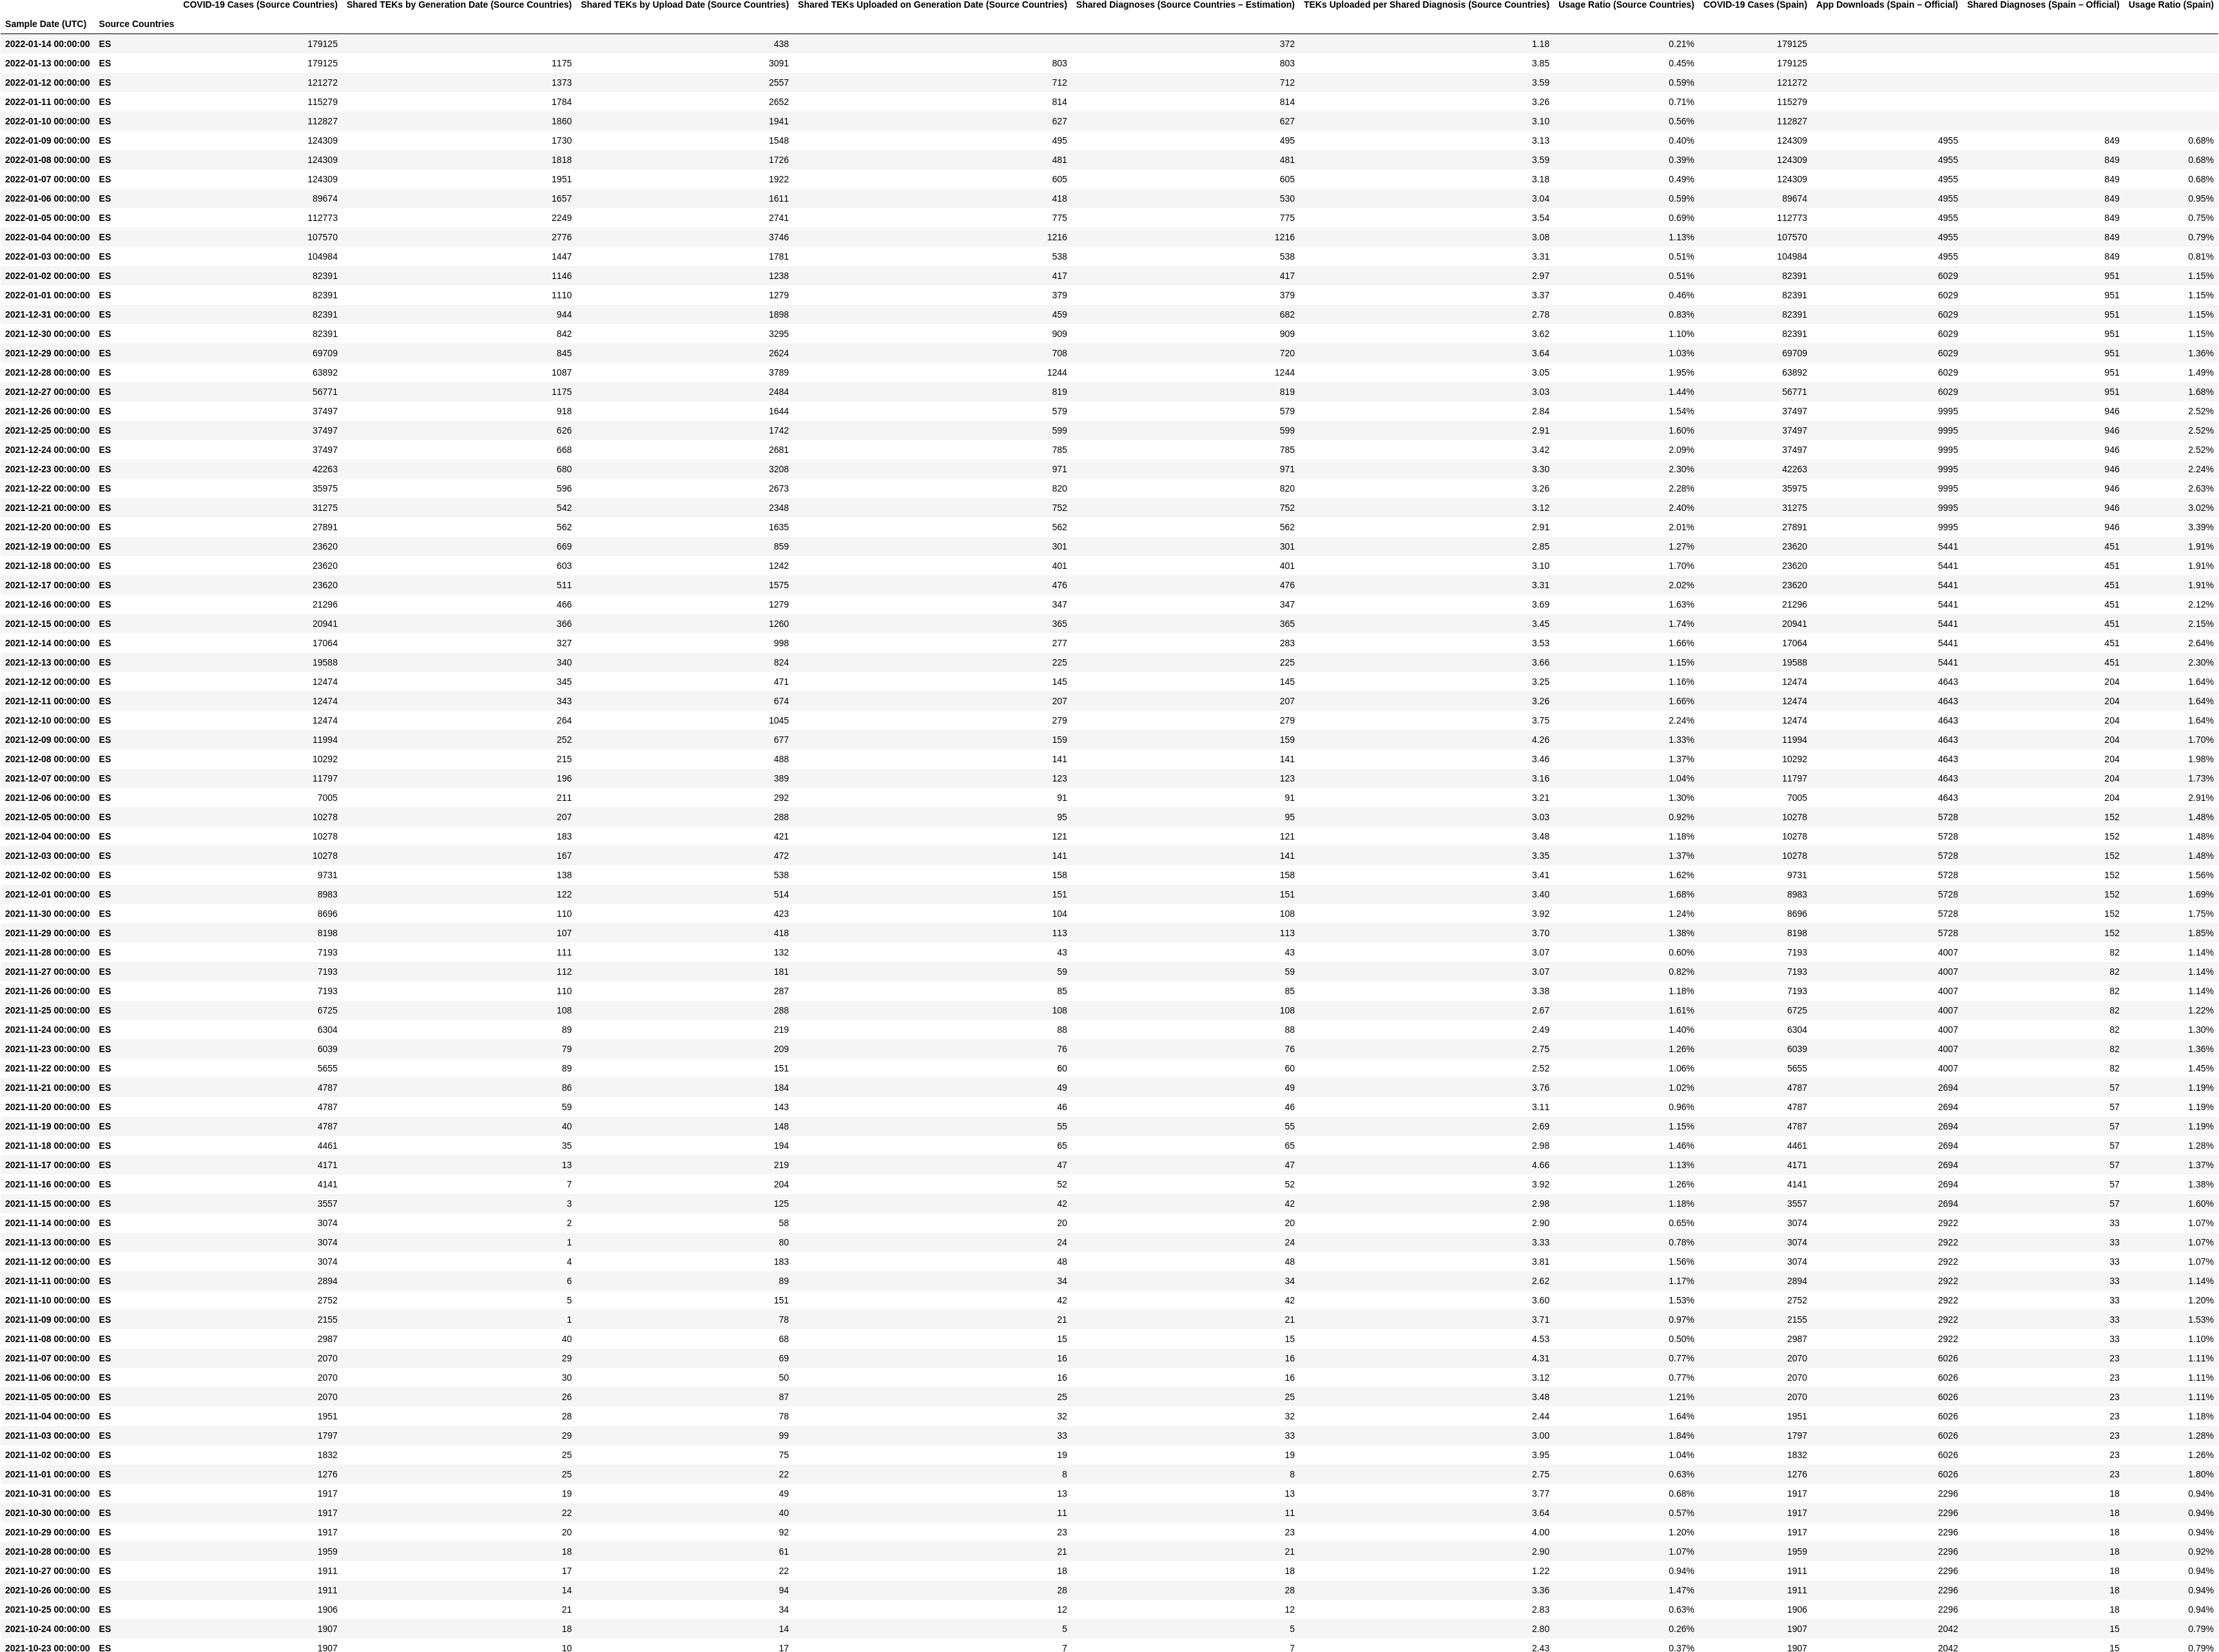 COVID-19 Cases (Source Countries) Shared TEKs by Generation Date (Source Countries) Shared TEKs by Upload Date (Source Countries) Shared TEKs Uploaded on Generation Date (Source Countries) Shared Diagnoses (Source Countries – Estimation) TEKs Uploaded per Shared Diagnosis (Source Countries) Usage Ratio (Source Countries) COVID-19 Cases (Spain) App Downloads (Spain – Official) Shared Diagnoses (Spain – Official) Usage Ratio (Spain)
Sample Date (UTC) Source Countries
2022-01-14 00:00:00 ES 179125 438 372 1.18 0.21% 179125
2022-01-13 00:00:00 ES 179125 1175 3091 803 803 3.85 0.45% 179125
2022-01-12 00:00:00 ES 121272 1373 2557 712 712 3.59 0.59% 121272
2022-01-11 00:00:00 ES 115279 1784 2652 814 814 3.26 0.71% 115279
2022-01-10 00:00:00 ES 112827 1860 1941 627 627 3.10 0.56% 112827
2022-01-09 00:00:00 ES 124309 1730 1548 495 495 3.13 0.40% 124309 4955 849 0.68%
2022-01-08 00:00:00 ES 124309 1818 1726 481 481 3.59 0.39% 124309 4955 849 0.68%
2022-01-07 00:00:00 ES 124309 1951 1922 605 605 3.18 0.49% 124309 4955 849 0.68%
2022-01-06 00:00:00 ES 89674 1657 1611 418 530 3.04 0.59% 89674 4955 849 0.95%
2022-01-05 00:00:00 ES 112773 2249 2741 775 775 3.54 0.69% 112773 4955 849 0.75%
2022-01-04 00:00:00 ES 107570 2776 3746 1216 1216 3.08 1.13% 107570 4955 849 0.79%
2022-01-03 00:00:00 ES 104984 1447 1781 538 538 3.31 0.51% 104984 4955 849 0.81%
2022-01-02 00:00:00 ES 82391 1146 1238 417 417 2.97 0.51% 82391 6029 951 1.15%
2022-01-01 00:00:00 ES 82391 1110 1279 379 379 3.37 0.46% 82391 6029 951 1.15%
2021-12-31 00:00:00 ES 82391 944 1898 459 682 2.78 0.83% 82391 6029 951 1.15%
2021-12-30 00:00:00 ES 82391 842 3295 909 909 3.62 1.10% 82391 6029 951 1.15%
2021-12-29 00:00:00 ES 69709 845 2624 708 720 3.64 1.03% 69709 6029 951 1.36%
2021-12-28 00:00:00 ES 63892 1087 3789 1244 1244 3.05 1.95% 63892 6029 951 1.49%
2021-12-27 00:00:00 ES 56771 1175 2484 819 819 3.03 1.44% 56771 6029 951 1.68%
2021-12-26 00:00:00 ES 37497 918 1644 579 579 2.84 1.54% 37497 9995 946 2.52%
2021-12-25 00:00:00 ES 37497 626 1742 599 599 2.91 1.60% 37497 9995 946 2.52%
2021-12-24 00:00:00 ES 37497 668 2681 785 785 3.42 2.09% 37497 9995 946 2.52%
2021-12-23 00:00:00 ES 42263 680 3208 971 971 3.30 2.30% 42263 9995 946 2.24%
2021-12-22 00:00:00 ES 35975 596 2673 820 820 3.26 2.28% 35975 9995 946 2.63%
2021-12-21 00:00:00 ES 31275 542 2348 752 752 3.12 2.40% 31275 9995 946 3.02%
2021-12-20 00:00:00 ES 27891 562 1635 562 562 2.91 2.01% 27891 9995 946 3.39%
2021-12-19 00:00:00 ES 23620 669 859 301 301 2.85 1.27% 23620 5441 451 1.91%
2021-12-18 00:00:00 ES 23620 603 1242 401 401 3.10 1.70% 23620 5441 451 1.91%
2021-12-17 00:00:00 ES 23620 511 1575 476 476 3.31 2.02% 23620 5441 451 1.91%
2021-12-16 00:00:00 ES 21296 466 1279 347 347 3.69 1.63% 21296 5441 451 2.12%
2021-12-15 00:00:00 ES 20941 366 1260 365 365 3.45 1.74% 20941 5441 451 2.15%
2021-12-14 00:00:00 ES 17064 327 998 277 283 3.53 1.66% 17064 5441 451 2.64%
2021-12-13 00:00:00 ES 19588 340 824 225 225 3.66 1.15% 19588 5441 451 2.30%
2021-12-12 00:00:00 ES 12474 345 471 145 145 3.25 1.16% 12474 4643 204 1.64%
2021-12-11 00:00:00 ES 12474 343 674 207 207 3.26 1.66% 12474 4643 204 1.64%
2021-12-10 00:00:00 ES 12474 264 1045 279 279 3.75 2.24% 12474 4643 204 1.64%
2021-12-09 00:00:00 ES 11994 252 677 159 159 4.26 1.33% 11994 4643 204 1.70%
2021-12-08 00:00:00 ES 10292 215 488 141 141 3.46 1.37% 10292 4643 204 1.98%
2021-12-07 00:00:00 ES 11797 196 389 123 123 3.16 1.04% 11797 4643 204 1.73%
2021-12-06 00:00:00 ES 7005 211 292 91 91 3.21 1.30% 7005 4643 204 2.91%
2021-12-05 00:00:00 ES 10278 207 288 95 95 3.03 0.92% 10278 5728 152 1.48%
2021-12-04 00:00:00 ES 10278 183 421 121 121 3.48 1.18% 10278 5728 152 1.48%
2021-12-03 00:00:00 ES 10278 167 472 141 141 3.35 1.37% 10278 5728 152 1.48%
2021-12-02 00:00:00 ES 9731 138 538 158 158 3.41 1.62% 9731 5728 152 1.56%
2021-12-01 00:00:00 ES 8983 122 514 151 151 3.40 1.68% 8983 5728 152 1.69%
2021-11-30 00:00:00 ES 8696 110 423 104 108 3.92 1.24% 8696 5728 152 1.75%
2021-11-29 00:00:00 ES 8198 107 418 113 113 3.70 1.38% 8198 5728 152 1.85%
2021-11-28 00:00:00 ES 7193 111 132 43 43 3.07 0.60% 7193 4007 82 1.14%
2021-11-27 00:00:00 ES 7193 112 181 59 59 3.07 0.82% 7193 4007 82 1.14%
2021-11-26 00:00:00 ES 7193 110 287 85 85 3.38 1.18% 7193 4007 82 1.14%
2021-11-25 00:00:00 ES 6725 108 288 108 108 2.67 1.61% 6725 4007 82 1.22%
2021-11-24 00:00:00 ES 6304 89 219 88 88 2.49 1.40% 6304 4007 82 1.30%
2021-11-23 00:00:00 ES 6039 79 209 76 76 2.75 1.26% 6039 4007 82 1.36%
2021-11-22 00:00:00 ES 5655 89 151 60 60 2.52 1.06% 5655 4007 82 1.45%
2021-11-21 00:00:00 ES 4787 86 184 49 49 3.76 1.02% 4787 2694 57 1.19%
2021-11-20 00:00:00 ES 4787 59 143 46 46 3.11 0.96% 4787 2694 57 1.19%
2021-11-19 00:00:00 ES 4787 40 148 55 55 2.69 1.15% 4787 2694 57 1.19%
2021-11-18 00:00:00 ES 4461 35 194 65 65 2.98 1.46% 4461 2694 57 1.28%
2021-11-17 00:00:00 ES 4171 13 219 47 47 4.66 1.13% 4171 2694 57 1.37%
2021-11-16 00:00:00 ES 4141 7 204 52 52 3.92 1.26% 4141 2694 57 1.38%
2021-11-15 00:00:00 ES 3557 3 125 42 42 2.98 1.18% 3557 2694 57 1.60%
2021-11-14 00:00:00 ES 3074 2 58 20 20 2.90 0.65% 3074 2922 33 1.07%
2021-11-13 00:00:00 ES 3074 1 80 24 24 3.33 0.78% 3074 2922 33 1.07%
2021-11-12 00:00:00 ES 3074 4 183 48 48 3.81 1.56% 3074 2922 33 1.07%
2021-11-11 00:00:00 ES 2894 6 89 34 34 2.62 1.17% 2894 2922 33 1.14%
2021-11-10 00:00:00 ES 2752 5 151 42 42 3.60 1.53% 2752 2922 33 1.20%
2021-11-09 00:00:00 ES 2155 1 78 21 21 3.71 0.97% 2155 2922 33 1.53%
2021-11-08 00:00:00 ES 2987 40 68 15 15 4.53 0.50% 2987 2922 33 1.10%
2021-11-07 00:00:00 ES 2070 29 69 16 16 4.31 0.77% 2070 6026 23 1.11%
2021-11-06 00:00:00 ES 2070 30 50 16 16 3.12 0.77% 2070 6026 23 1.11%
2021-11-05 00:00:00 ES 2070 26 87 25 25 3.48 1.21% 2070 6026 23 1.11%
2021-11-04 00:00:00 ES 1951 28 78 32 32 2.44 1.64% 1951 6026 23 1.18%
2021-11-03 00:00:00 ES 1797 29 99 33 33 3.00 1.84% 1797 6026 23 1.28%
2021-11-02 00:00:00 ES 1832 25 75 19 19 3.95 1.04% 1832 6026 23 1.26%
2021-11-01 00:00:00 ES 1276 25 22 8 8 2.75 0.63% 1276 6026 23 1.80%
2021-10-31 00:00:00 ES 1917 19 49 13 13 3.77 0.68% 1917 2296 18 0.94%
2021-10-30 00:00:00 ES 1917 22 40 11 11 3.64 0.57% 1917 2296 18 0.94%
2021-10-29 00:00:00 ES 1917 20 92 23 23 4.00 1.20% 1917 2296 18 0.94%
2021-10-28 00:00:00 ES 1959 18 61 21 21 2.90 1.07% 1959 2296 18 0.92%
2021-10-27 00:00:00 ES 1911 17 22 18 18 1.22 0.94% 1911 2296 18 0.94%
2021-10-26 00:00:00 ES 1911 14 94 28 28 3.36 1.47% 1911 2296 18 0.94%
2021-10-25 00:00:00 ES 1906 21 34 12 12 2.83 0.63% 1906 2296 18 0.94%
2021-10-24 00:00:00 ES 1907 18 14 5 5 2.80 0.26% 1907 2042 15 0.79%
2021-10-23 00:00:00 ES 1907 10 17 7 7 2.43 0.37% 1907 2042 15 0.79%